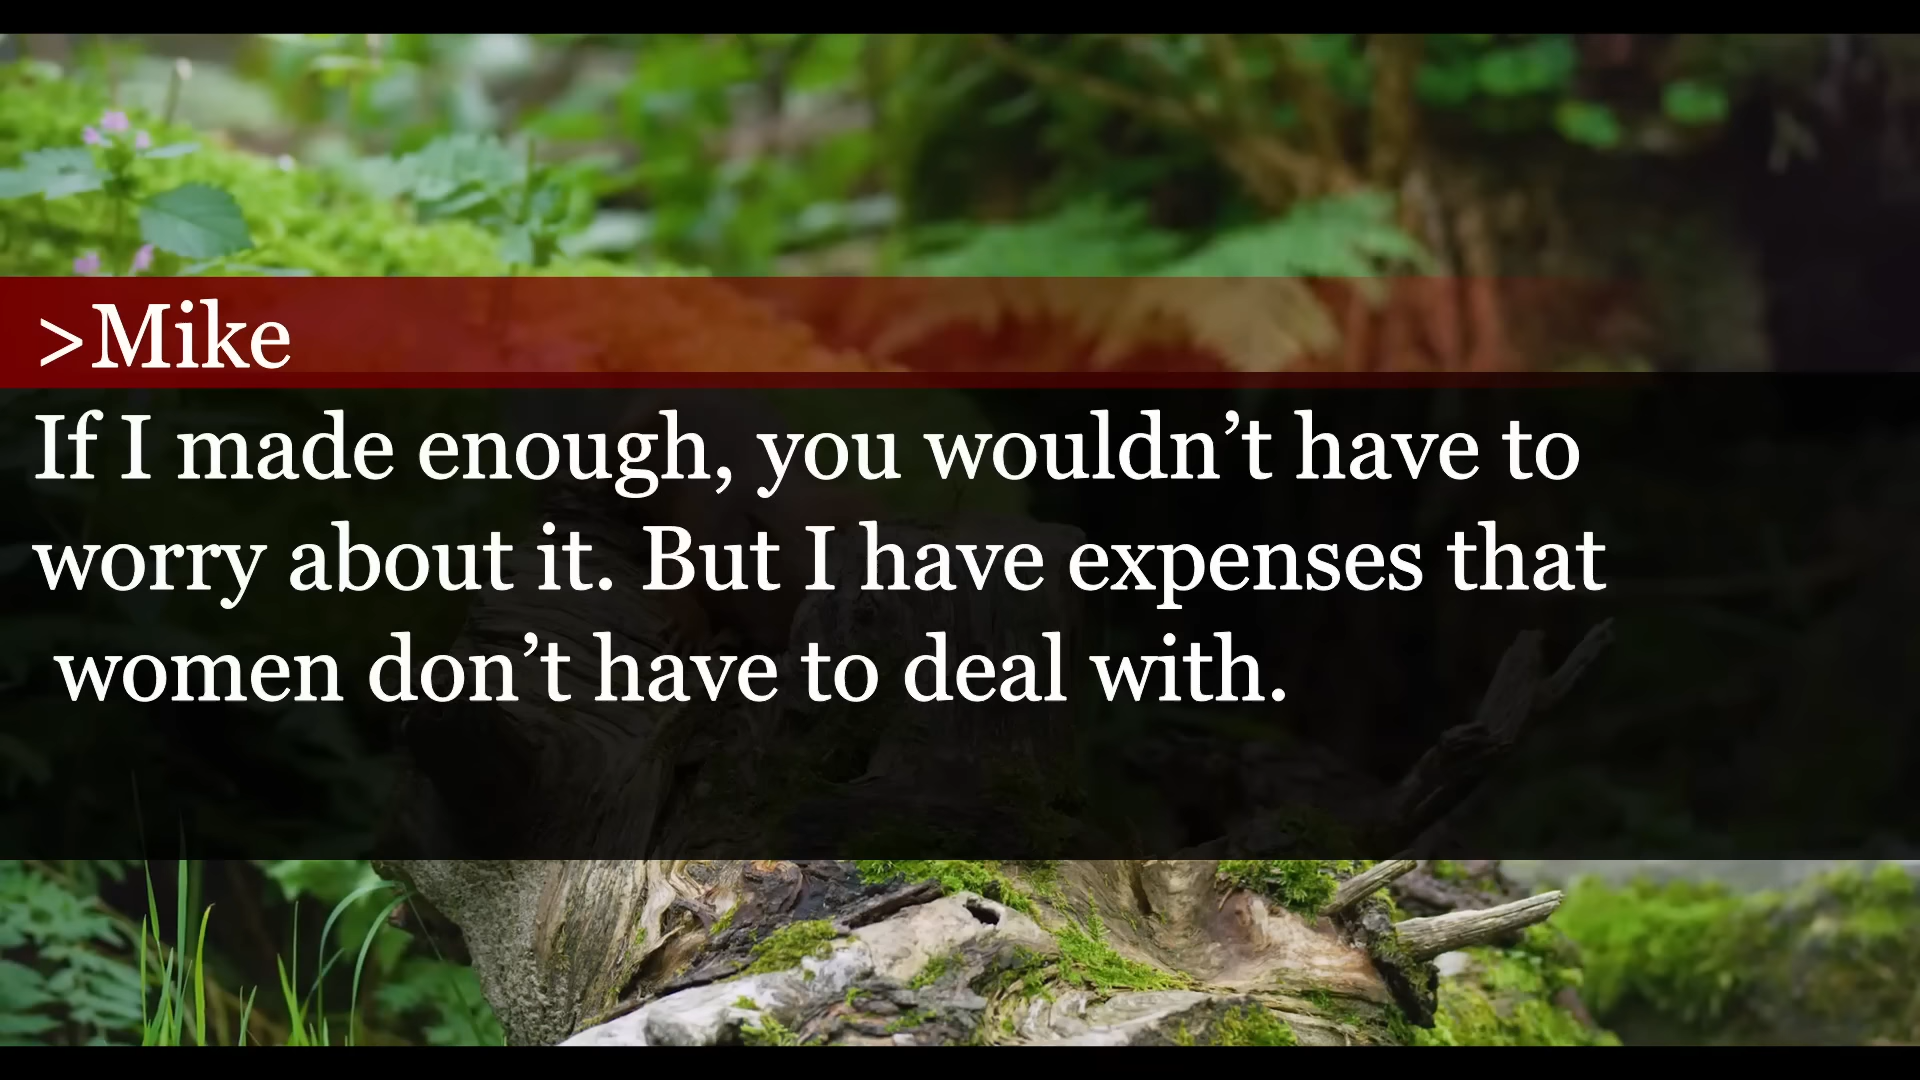 >Mike
If I made enough, you wouldn’t have to
worry about it. But I have expenses that
women don’t have to deal with.